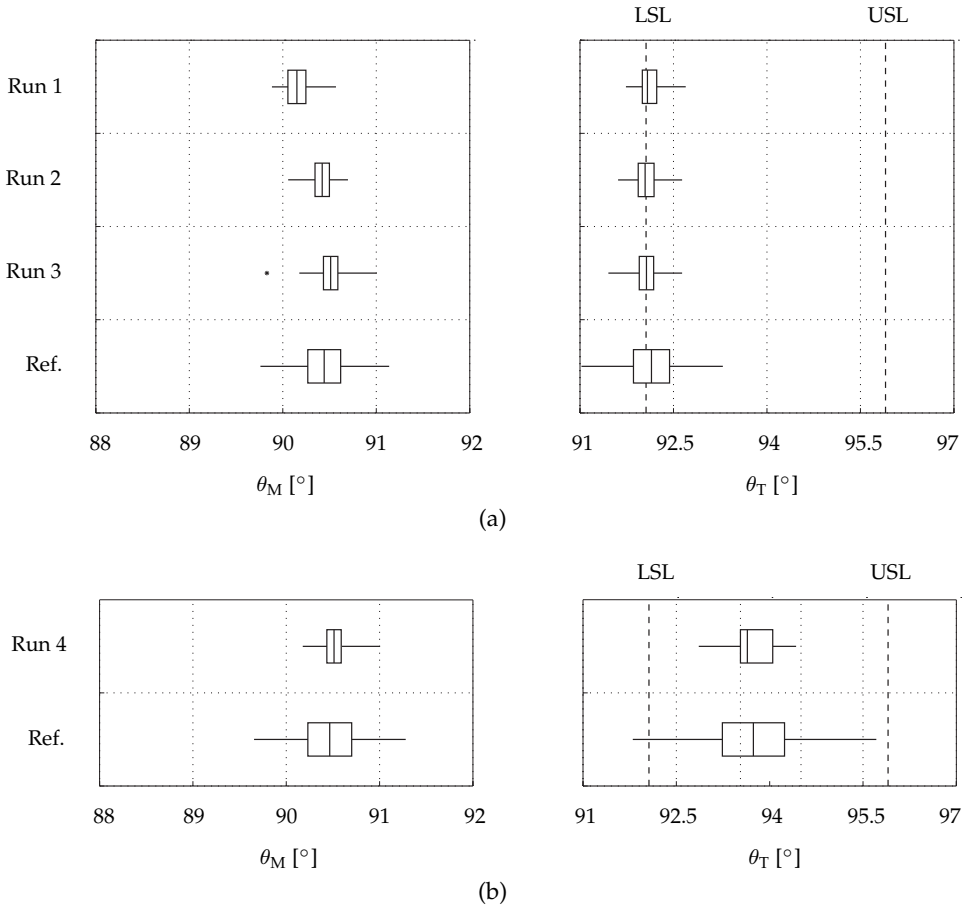 LSL USL
Run 1
Run 2
Run 3
Ref.
88 89 90 91 92 91 92.5 94 95.5 97
θM [°] θT [°]
(a)
LSL USL
Run 4
Ref.
88 89 90 91 92 91 92.5 94 95.5 97
θM [°] θT [°]
(b)